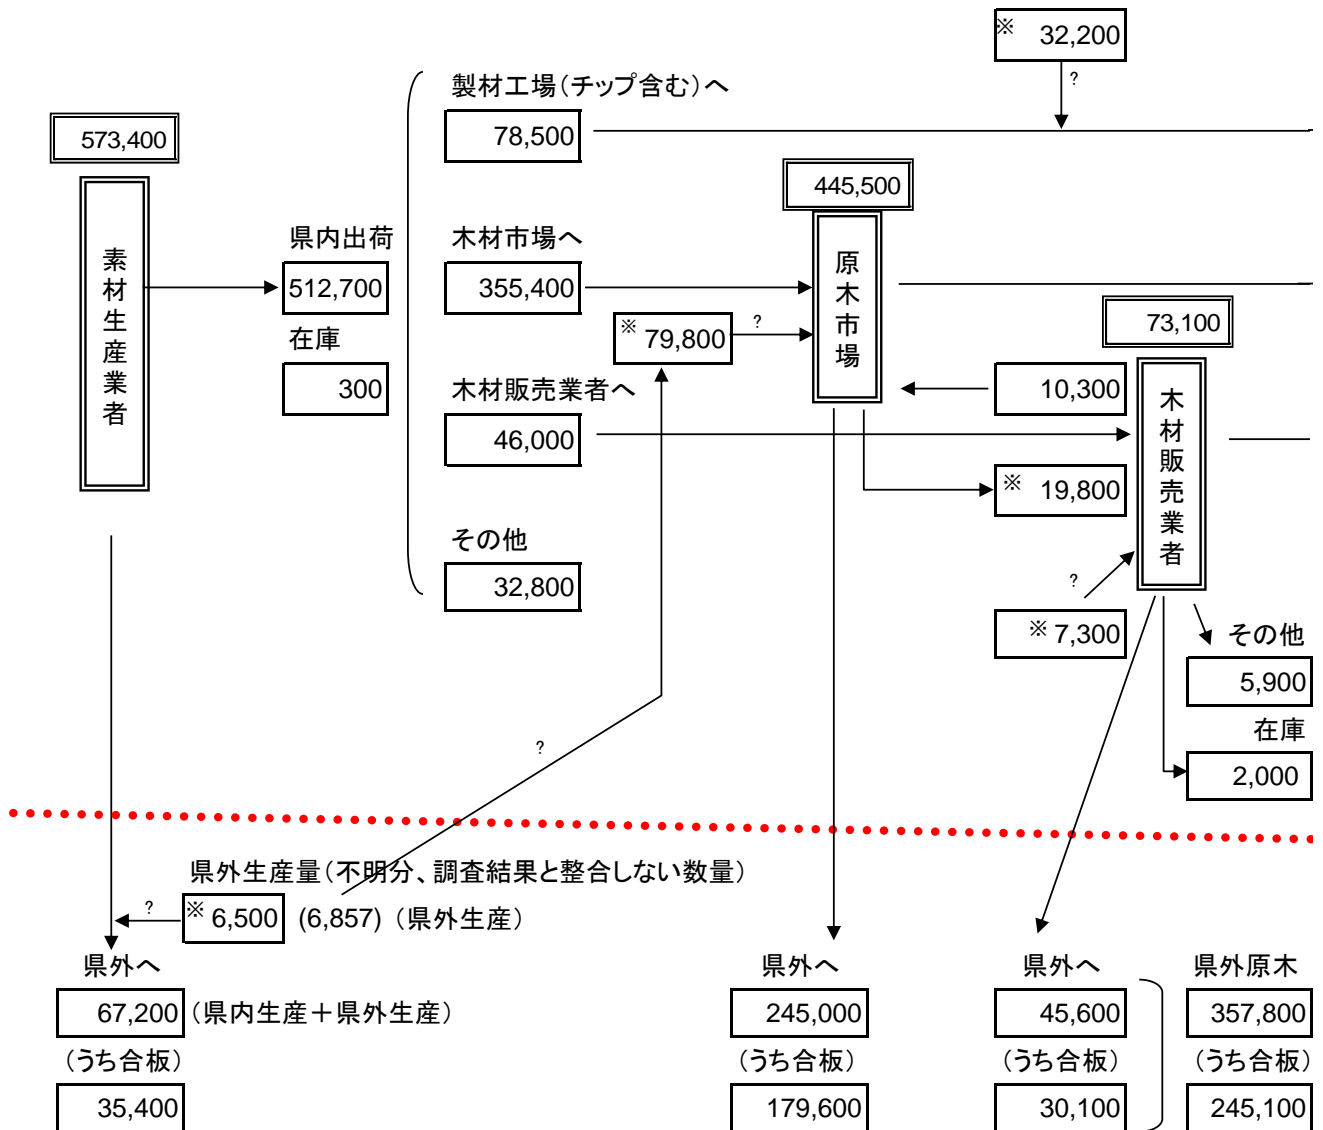 ※ 32,200
?
製材工場(チップ含む)へ
78,500
573,400
445,500
素材生産業者
県内出荷
512,700
在庫
300
木材市場へ
355,400
※ 79,800
?
原木市場
73,100
木材販売業者へ
46,000
10,300
※ 19,800
木材販売業者
その他
32,800
?
※ 7,300
その他
5,900
在庫
2,000
?
県外生産量(不明分、調査結果と整合しない数量)
?
※ 6,500 (6,857) (県外生産)
県外へ
67,200 (県内生産+県外生産)
(うち合板)
35,400
県外へ
245,000
(うち合板)
179,600
県外へ
45,600
(うち合板)
30,100
県外原木
357,800
(うち合板)
245,100